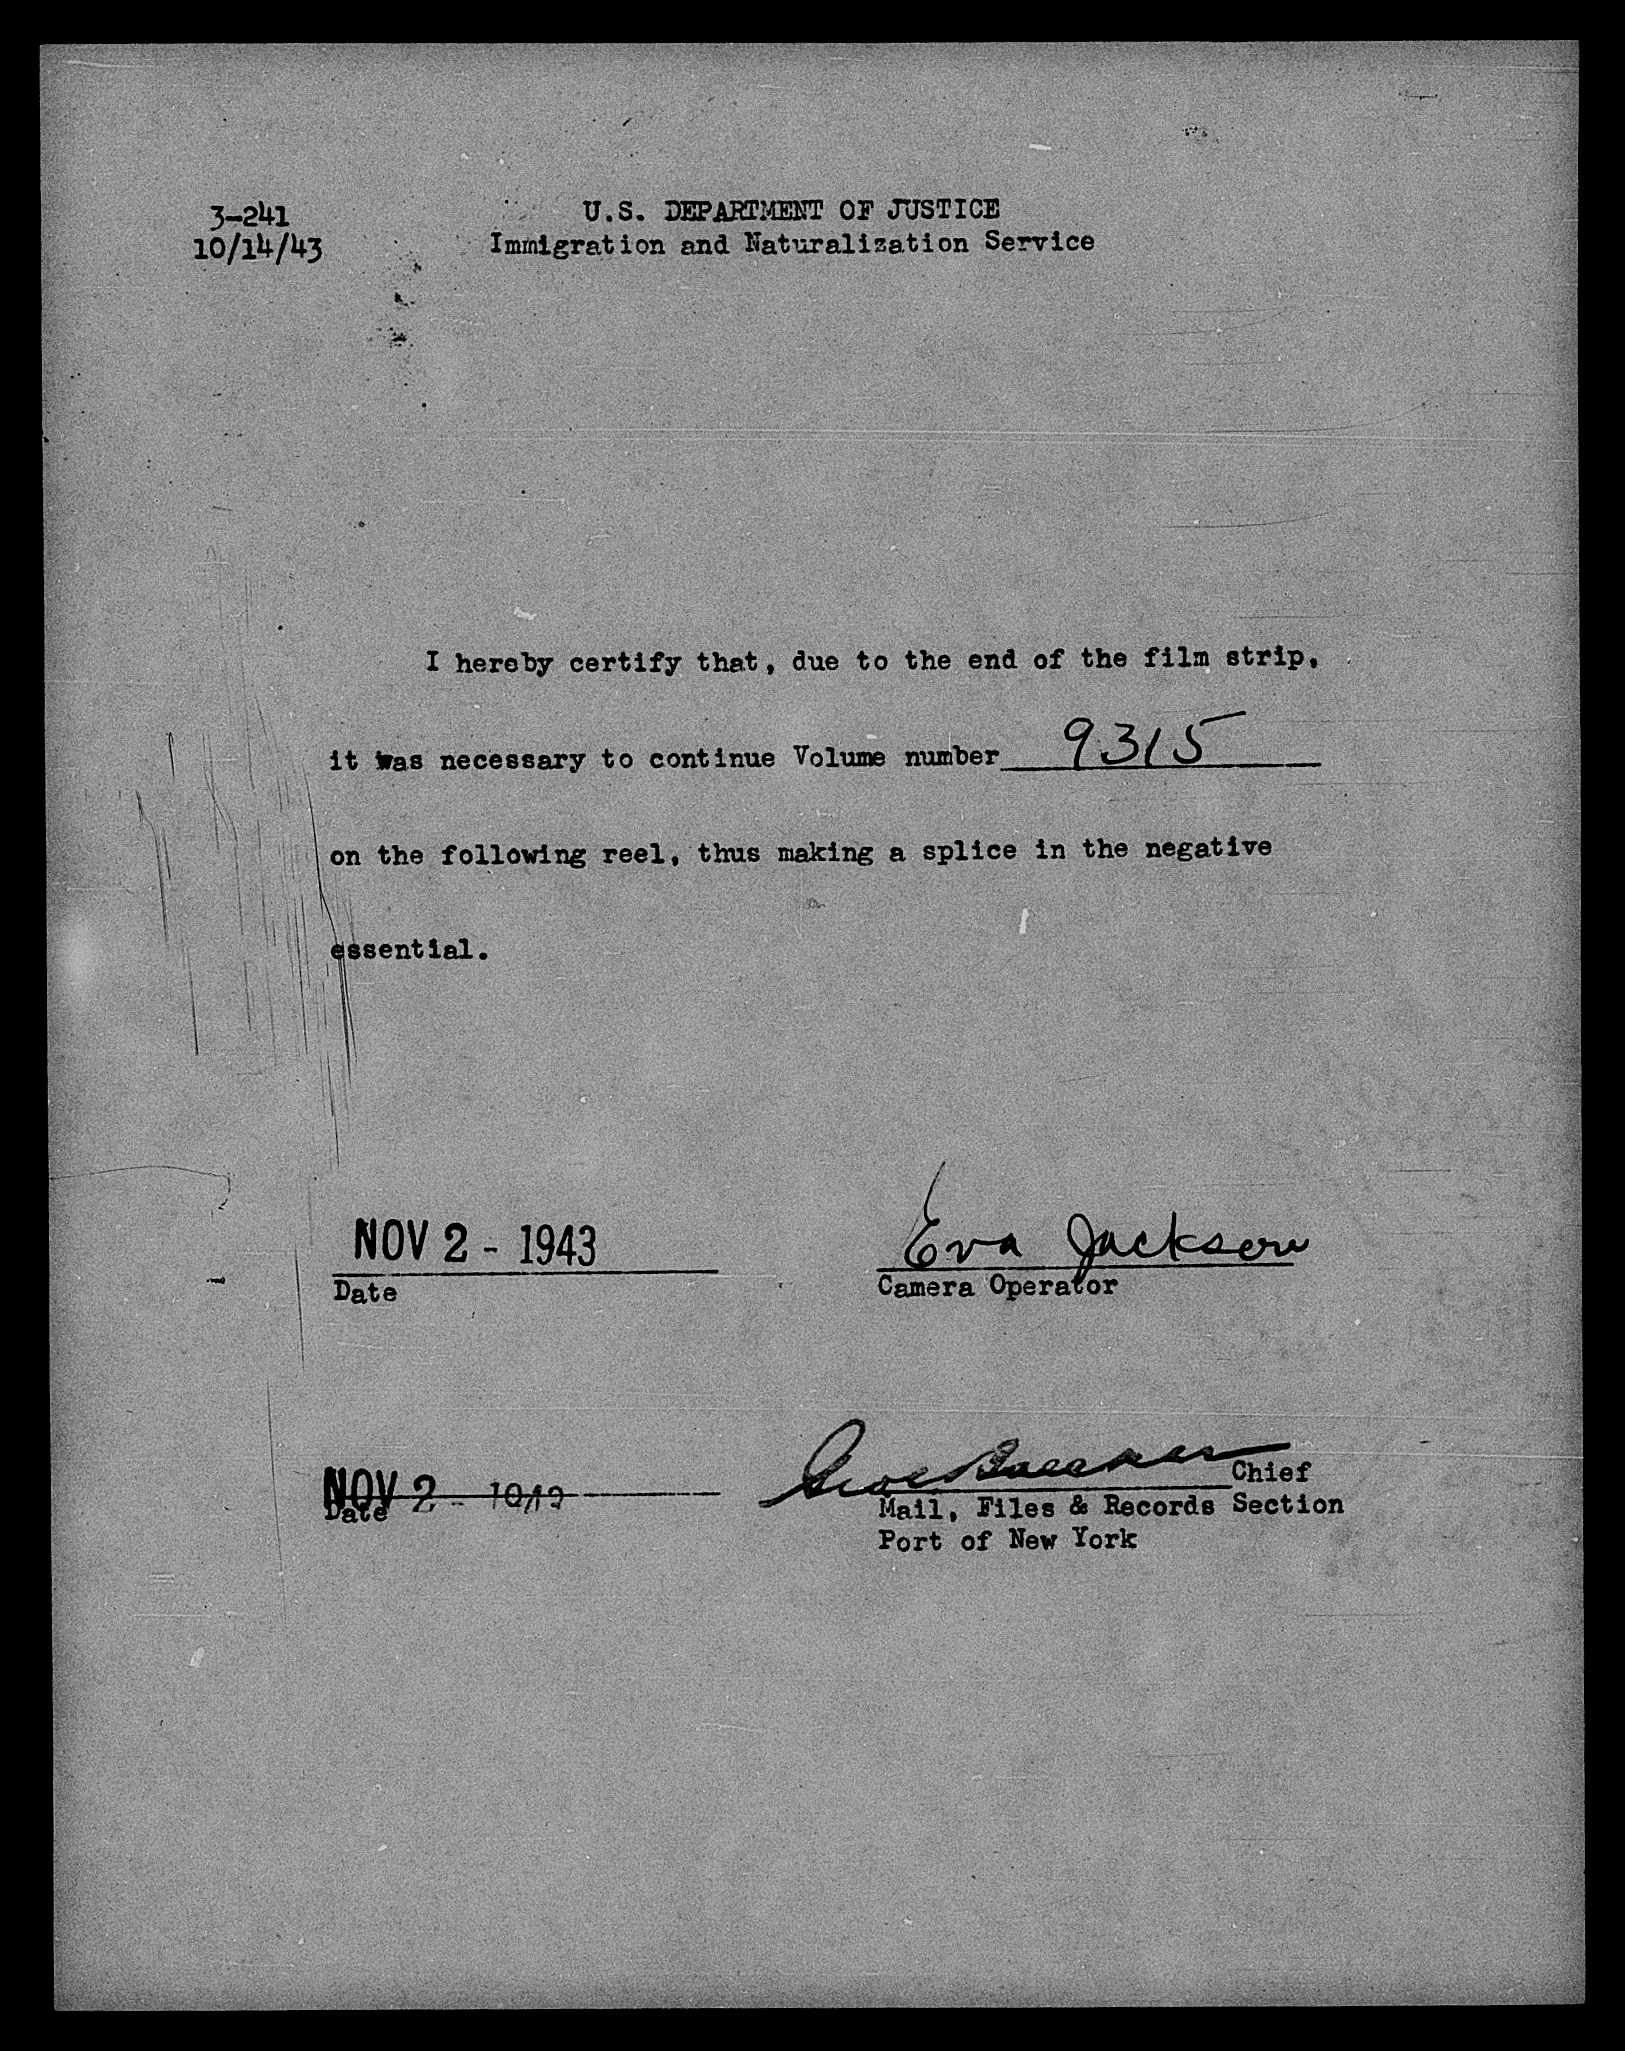 3-241
10/14/43
U.S. DEPARTMENT OF JUSTICE
Immigration and Naturalization Service
I hereby certify that, due to the end of the film strip,
it was necessary to continue Volume number 9315
on the following reel, thus making a splice in the negative
essential.
NOV 2 - 1943
Date
Eva Jackson
Camera Operator
NOV 2 - 1943
Date
Chief
Mail, Files & Records Section
Port of New York